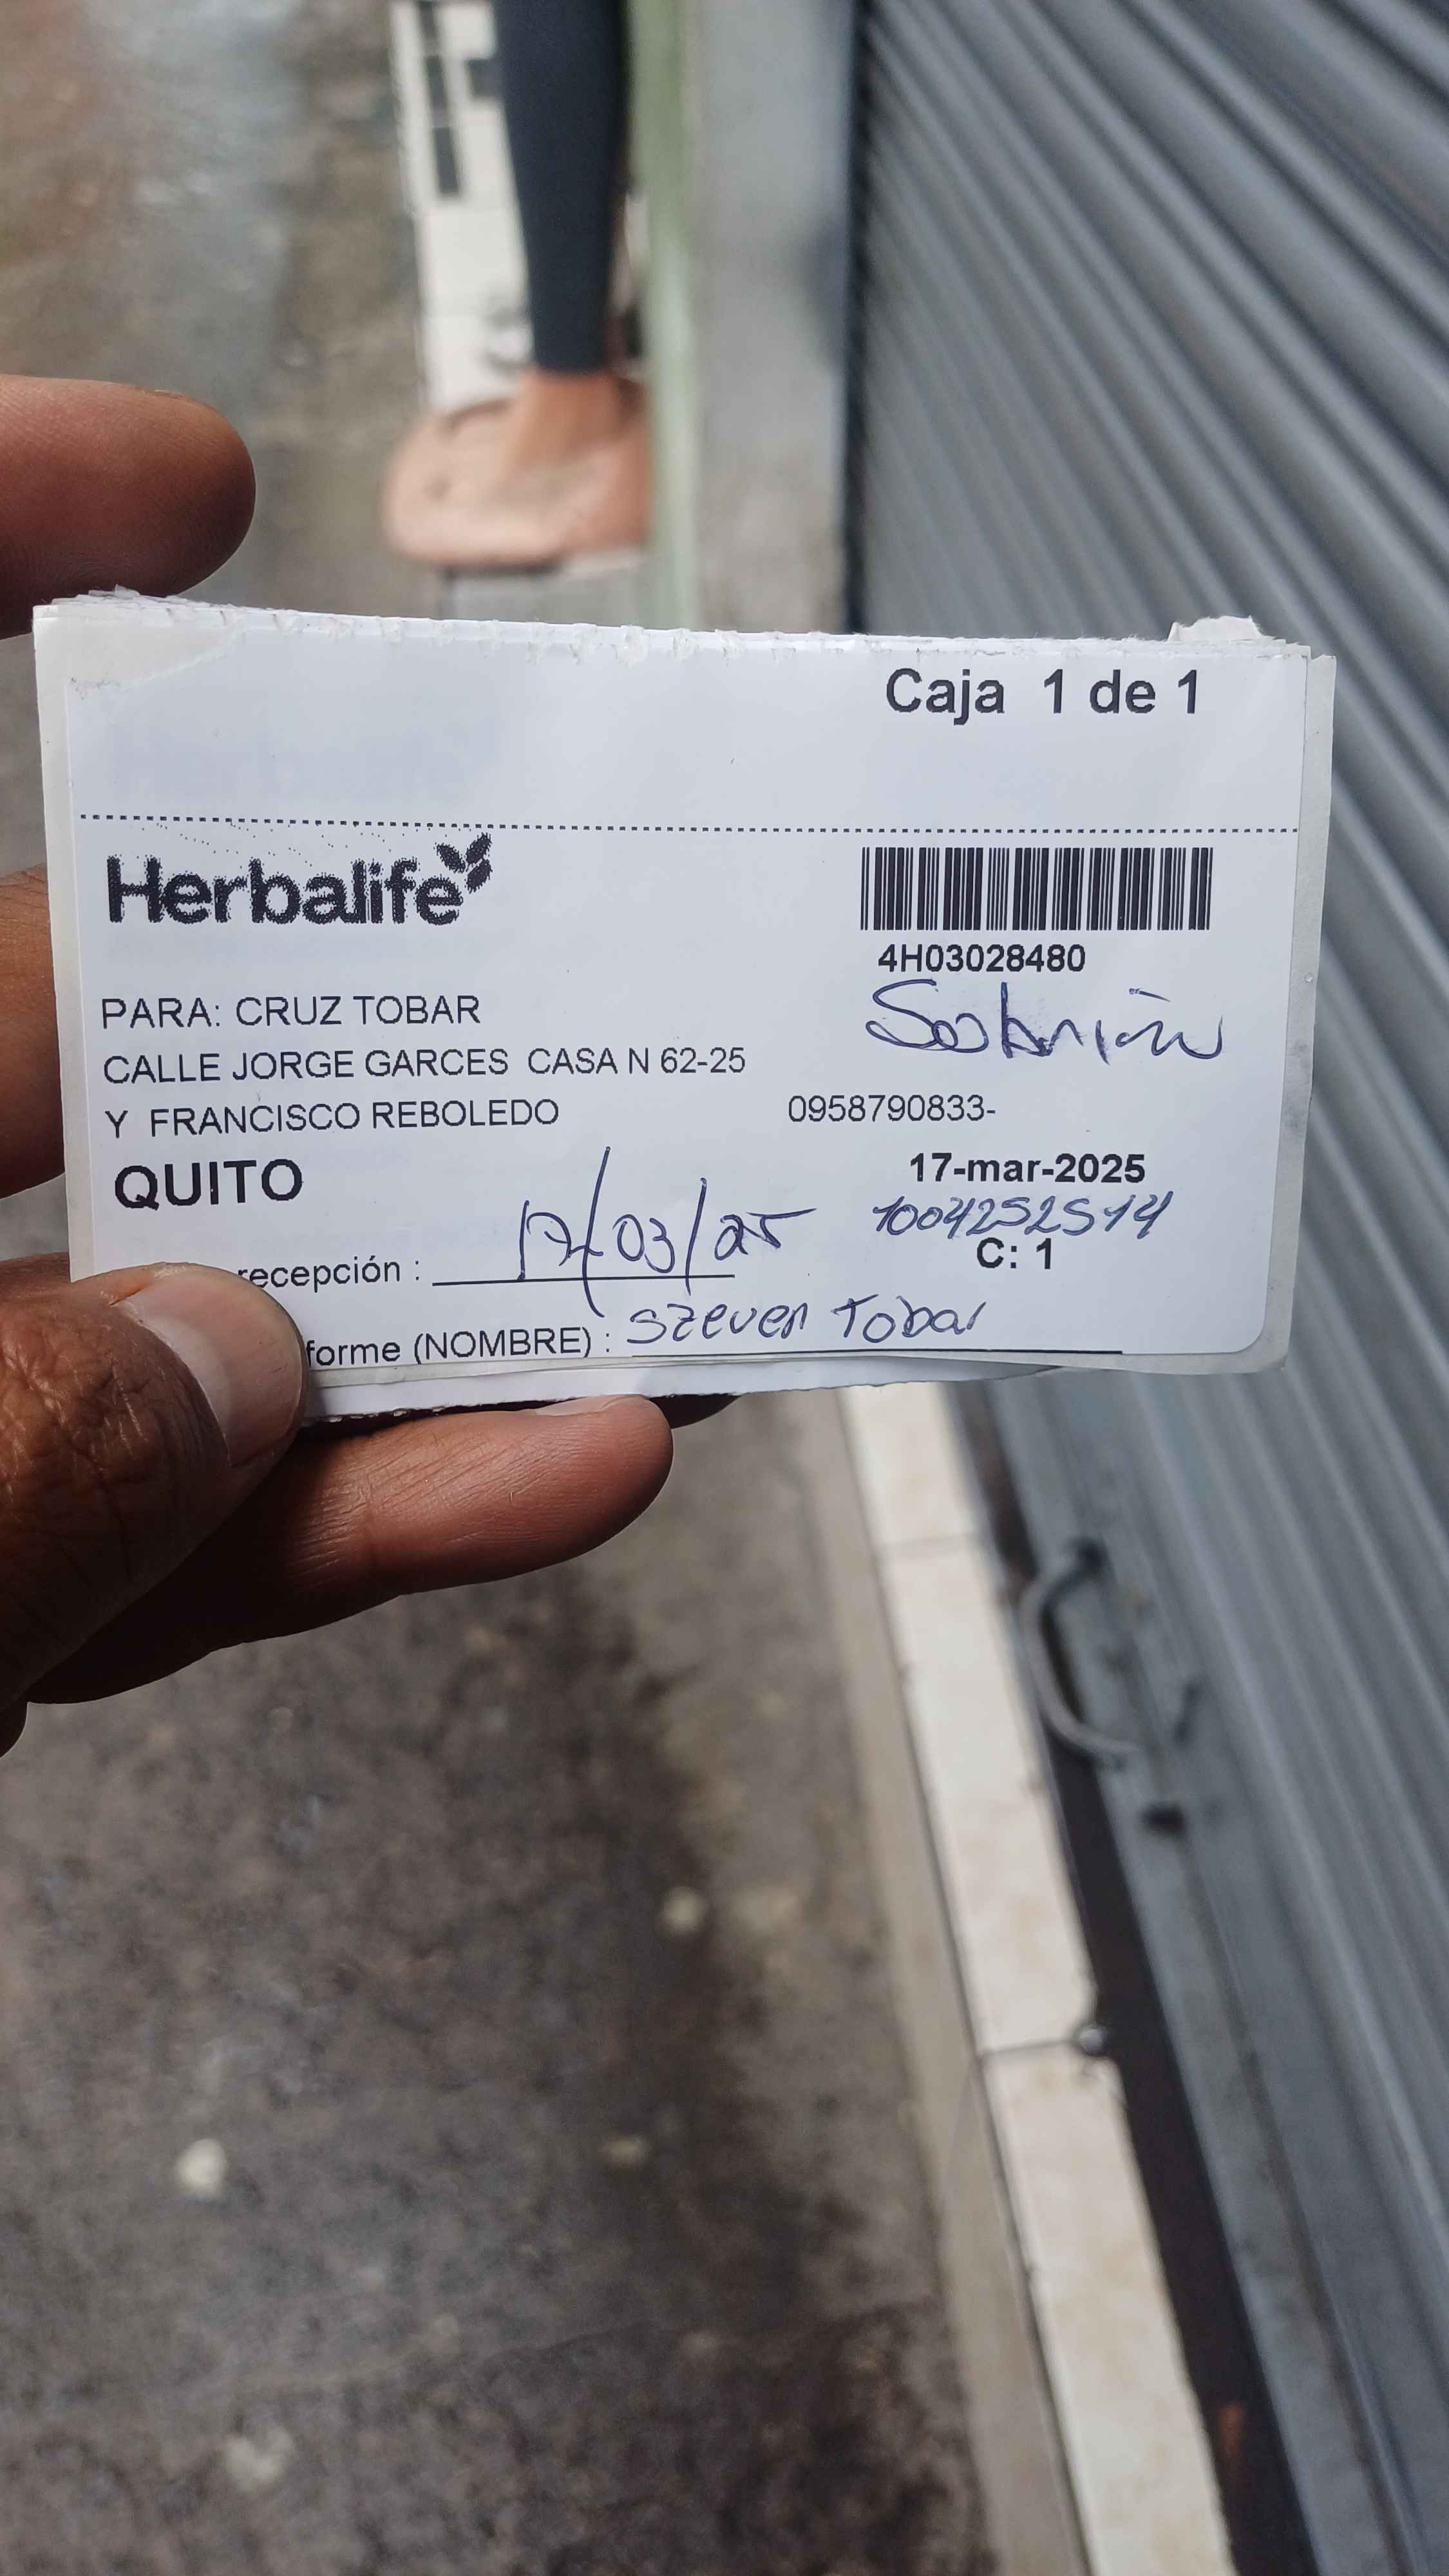 Caja 1 de 1
Herbalife
4H03028480
PARA: CRUZ TOBAR
CALLE JORGE GARCES CASA N 62-25
Y FRANCISCO REBOLEDO 0958790833-
QUITO 17-mar-2025
1004252514
C: 1
recepción : 17/03/25
forme (NOMBRE) : Szeven Tobar